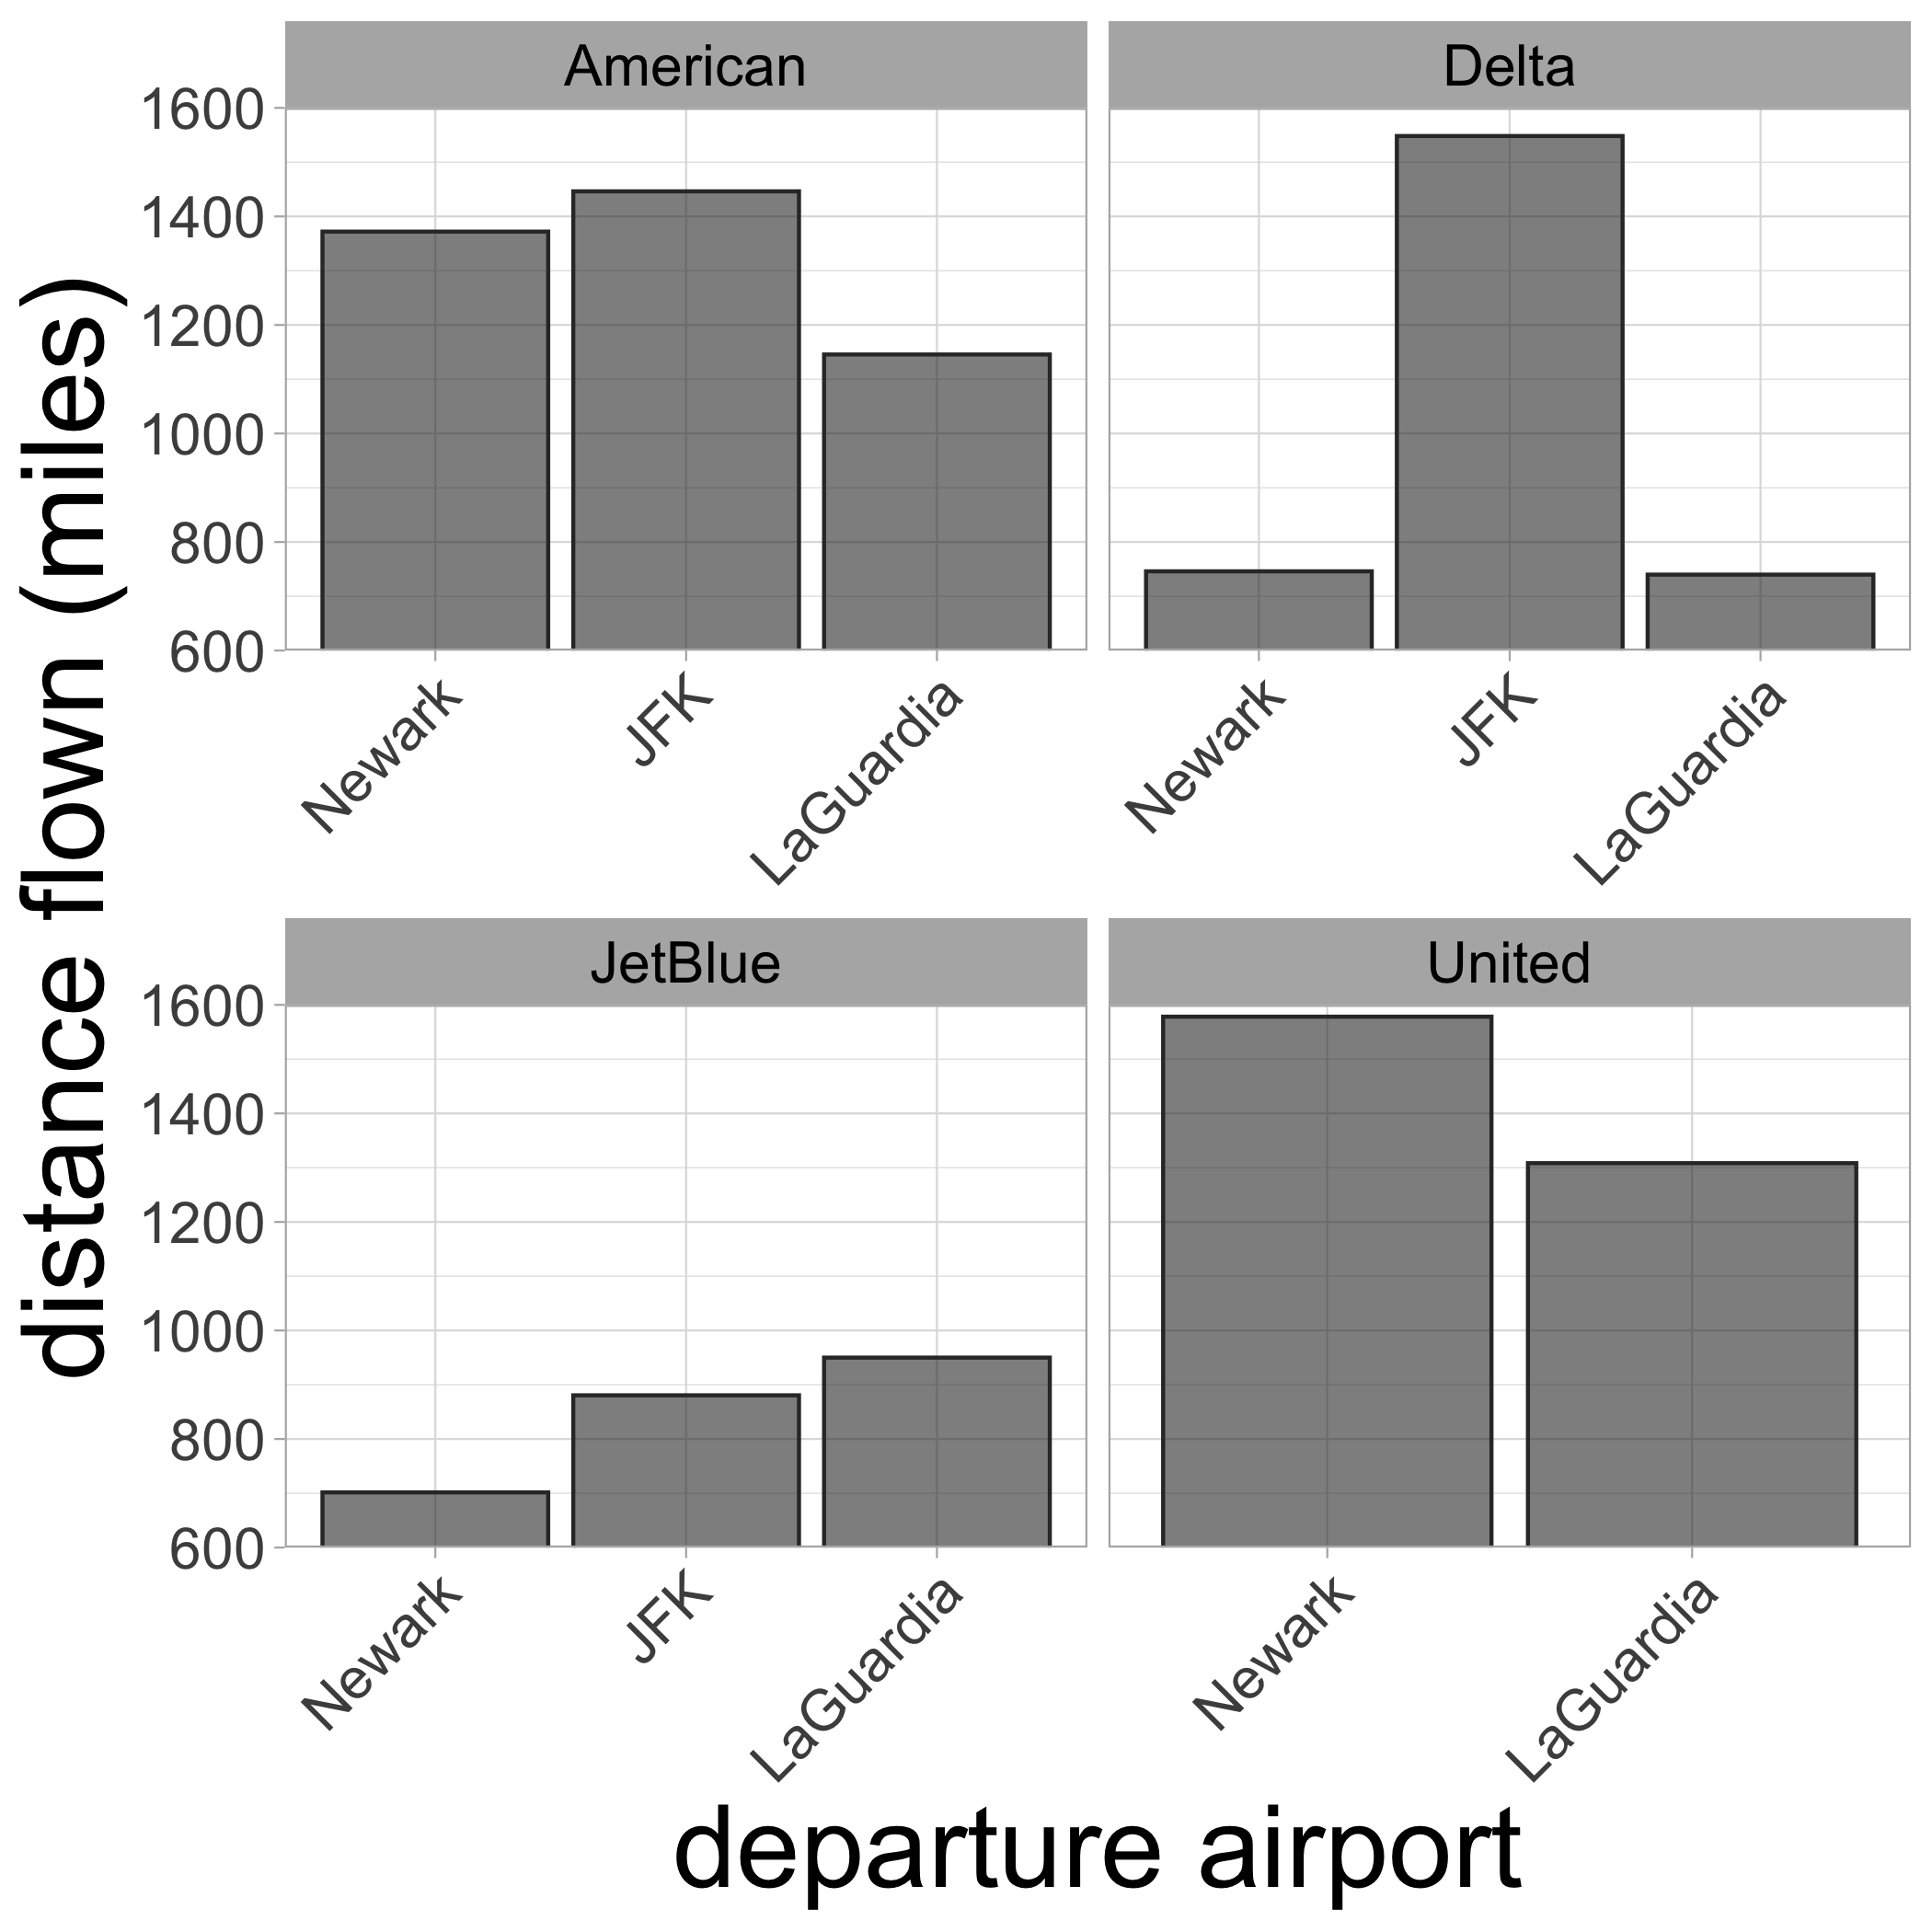 American
Delta
1600
1400
1200
1000
800
600
Newark
JFK
LaGuardia
Newark
JFK
LaGuardia
JetBlue
United
1600
1400
1200
1000
800
600
Newark
JFK
LaGuardia
Newark
LaGuardia
distance flown (miles)
departure airport